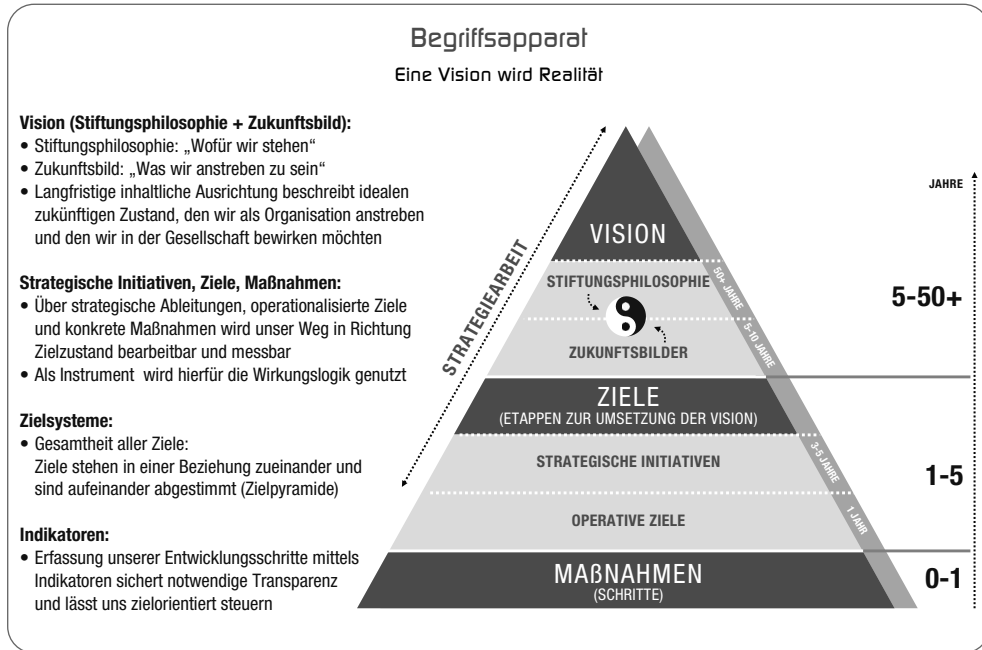 Begriffsapparat
Eine Vision wird Realität
Vision (Stiftungsphilosophie + Zukunftsbild):
• Stiftungsphilosophie: „Wofür wir stehen“
• Zukunftsbild: „Was wir anstreben zu sein“
• Langfristige inhaltliche Ausrichtung beschreibt idealen
zukünftigen Zustand, den wir als Organisation anstreben
und den wir in der Gesellschaft bewirken möchten
Strategische Initiativen, Ziele, Maßnahmen:
• Über strategische Ableitungen, operationalisierte Ziele
und konkrete Maßnahmen wird unser Weg in Richtung
Zielzustand bearbeitbar und messbar
• Als Instrument wird hierfür die Wirkungslogik genutzt
Zielsysteme:
• Gesamtheit aller Ziele:
Ziele stehen in einer Beziehung zueinander und
sind aufeinander abgestimmt (Zielpyramide)
Indikatoren:
• Erfassung unserer Entwicklungsschritte mittels
Indikatoren sichert notwendige Transparenz
und lässt uns zielorientiert steuern
STRATEGIEARBEIT
VISION
STIFTUNGSPHILOSOPHIE
ZUKUNFTSBILDER
ZIELE
(ETAPPEN ZUR UMSETZUNG DER VISION)
STRATEGISCHE INITIATIVEN
OPERATIVE ZIELE
MAßNAHMEN
(SCHRITTE)
50+ JAHRE
5-10 JAHRE
3-5 JAHRE
1 JAHR
JAHRE
5-50+
1-5
0-1